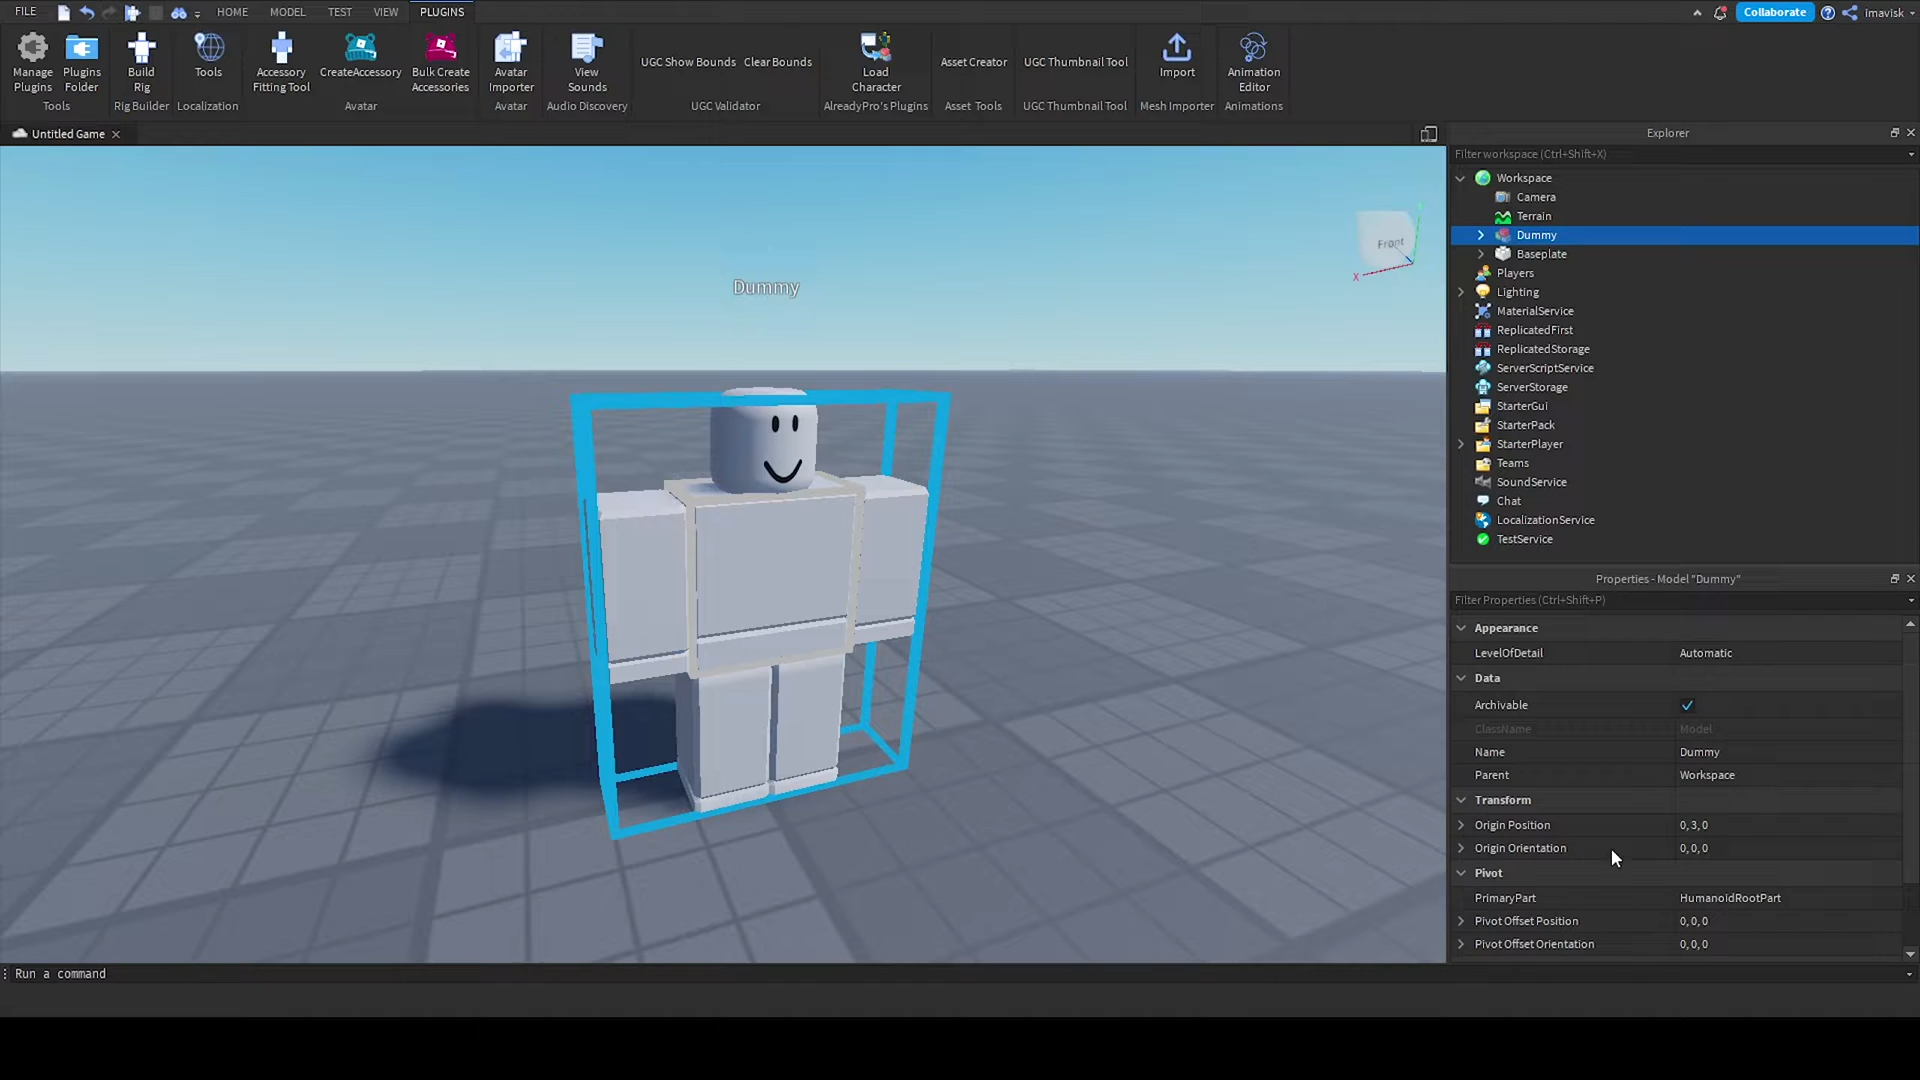 FILE HOME MODEL TEST VIEW PLUGINS Collaborate imavisk
Manage Plugins
Plugins Folder
Build Rig
Tools
Accessory Fitting Tool
CreateAccessory
Bulk Create Accessories
Avatar Importer
View Sounds
UGC Show Bounds Clear Bounds
Load Character
Asset Creator
UGC Thumbnail Tool
Import
Animation Editor
Tools Rig Builder Localization Avatar Avatar Audio Discovery UGC Validator AlreadyPro's Plugins Asset Tools UGC Thumbnail Tool Mesh Importer Animations
Untitled Game
Dummy
Front
X
Explorer
Filter workspace (Ctrl+Shift+X)
Workspace
Camera
Terrain
Dummy
Baseplate
Players
Lighting
MaterialService
ReplicatedFirst
ReplicatedStorage
ServerScriptService
ServerStorage
StarterGui
StarterPack
StarterPlayer
Teams
SoundService
Chat
LocalizationService
TestService
Properties - Model "Dummy"
Filter Properties (Ctrl+Shift+P)
Appearance
LevelOfDetail Automatic
Data
Archivable
ClassName Model
Name Dummy
Parent Workspace
Transform
Origin Position 0, 3, 0
Origin Orientation 0, 0, 0
Pivot
PrimaryPart HumanoidRootPart
Pivot Offset Position 0, 0, 0
Pivot Offset Orientation 0, 0, 0
Run a command